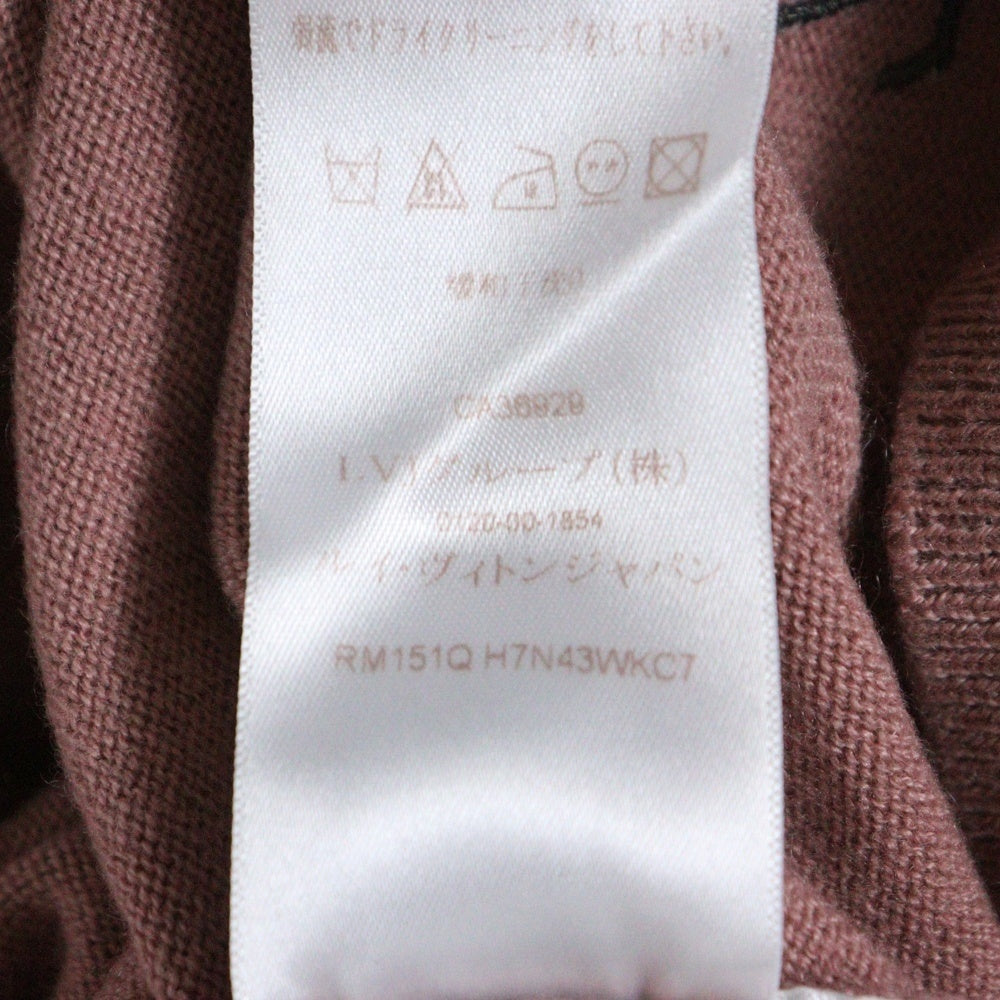 でドライクリーニングをして下さい。
CA36929
LVJグループ(株)
0120-00-1854
ルイ・ヴィトンジャパン
RM151Q H7N43WKC7